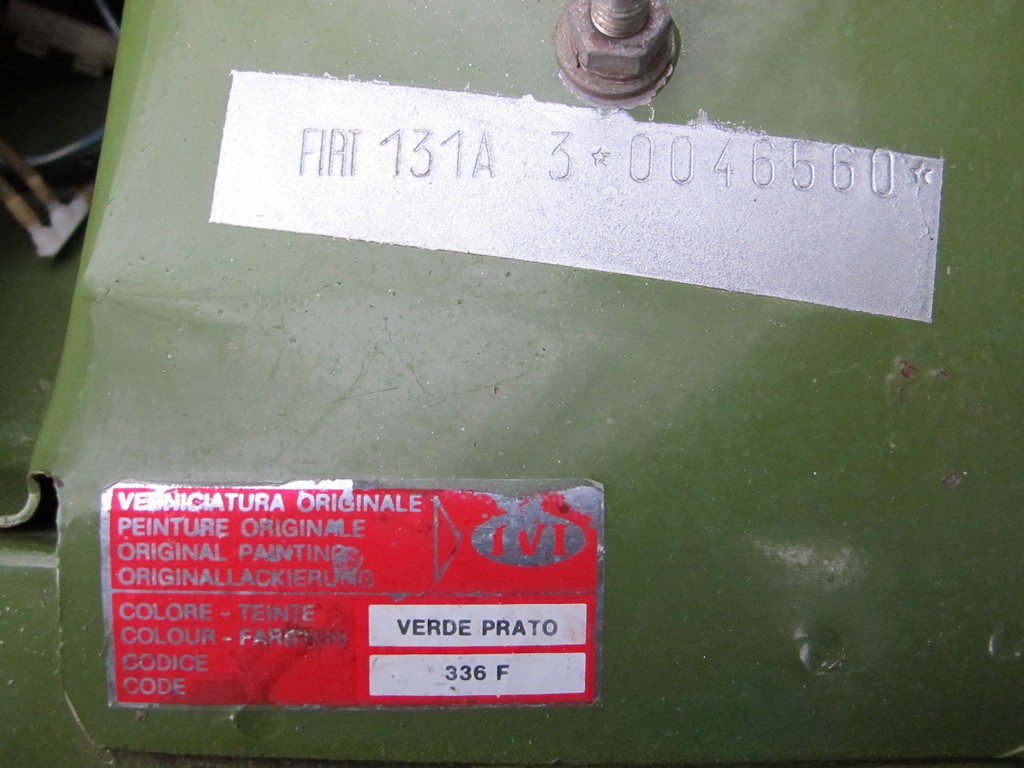 FIAT 131A 3☆0046560☆
VERNICIATURA ORIGINALE
PEINTURE ORIGINALE
ORIGINAL PAINTING
ORIGINALLACKIERUNG
IVI
COLORE - TEINTE
COLOUR - FARBTON
VERDE PRATO
CODICE
CODE
336 F